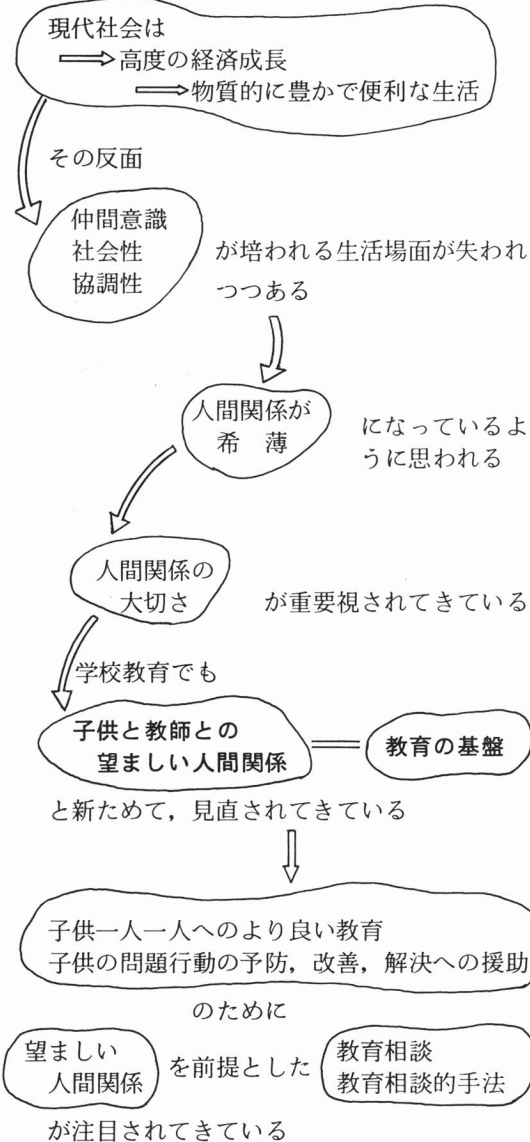 現代社会は
⟹高度の経済成長
⟹物質的に豊かで便利な生活
その反面
仲間意識
社会性
協調性
が培われる生活場面が失われ
つつある
人間関係が
希　薄
になっているよ
うに思われる
人間関係の
大切さ
が重要視されてきている
学校教育でも
子供と教師との
望ましい人間関係
教育の基盤
と新ためて，見直されてきている
子供一人一人へのより良い教育
子供の問題行動の予防，改善，解決への援助
のために
望ましい
人間関係
を前提とした
教育相談
教育相談的手法
が注目されてきている